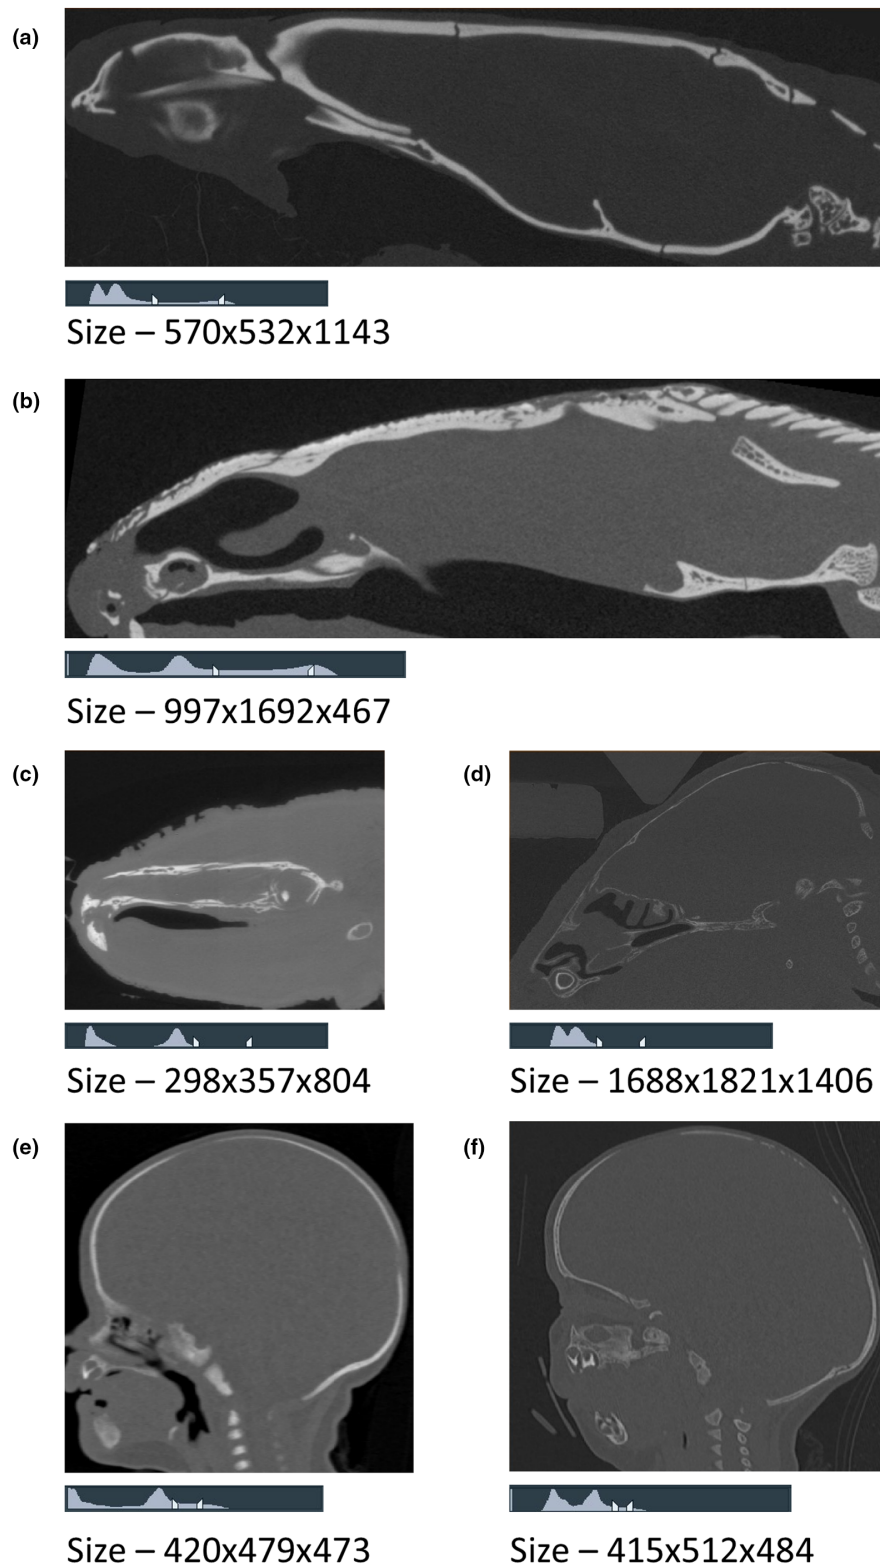 (a)
Size – 570x532x1143
(b)
Size – 997x1692x467
(c)
(d)
Size – 298x357x804
Size – 1688x1821x1406
(e)
(f)
Size – 420x479x473
Size – 415x512x484